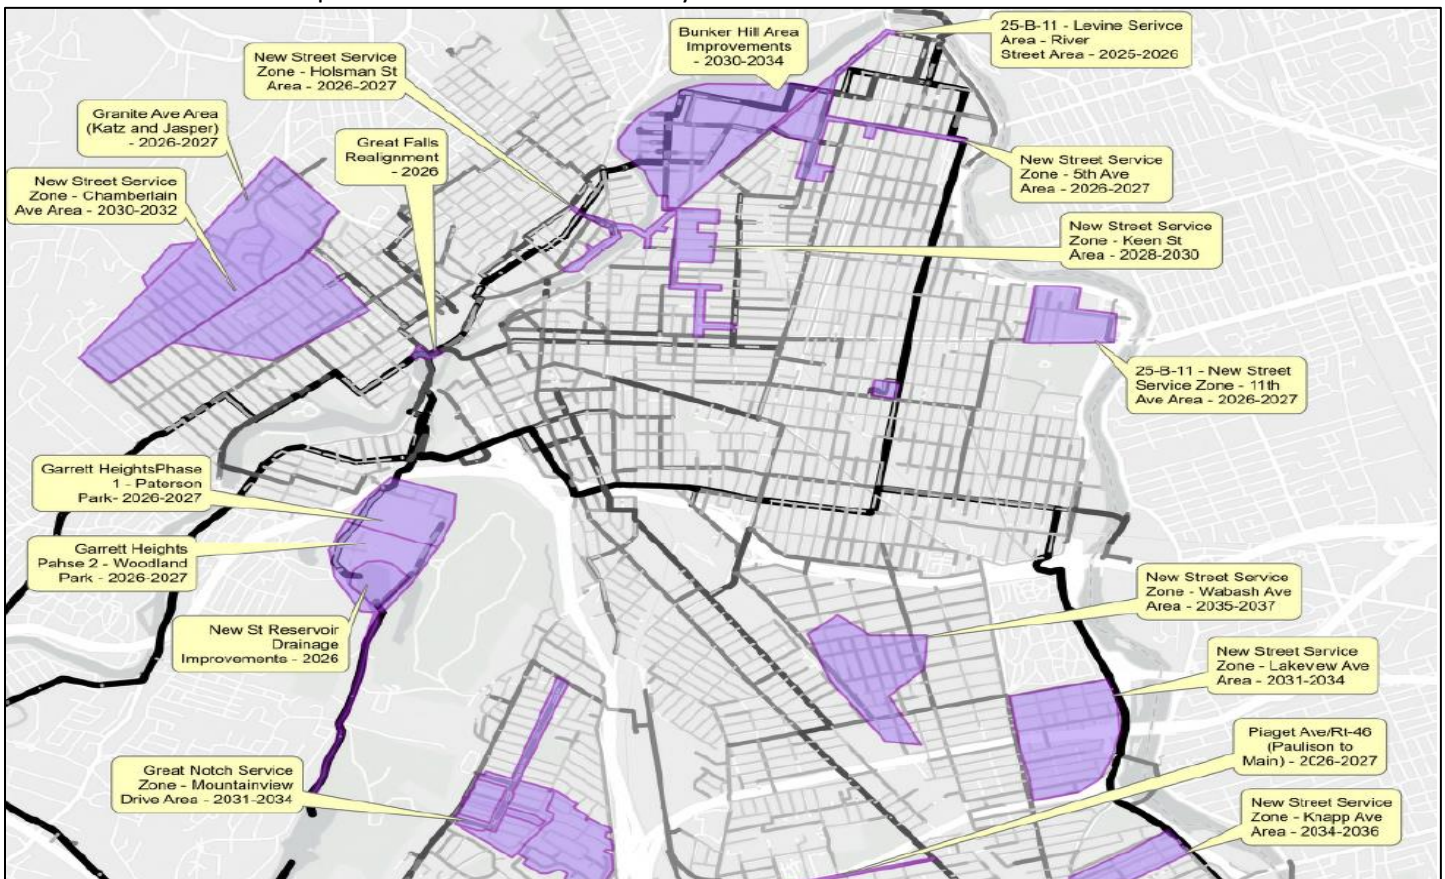 New Street Service
Zone - Holsman St
Area - 2026-2027
Bunker Hill Area
Improvements
- 2030-2034
25-B-11 - Levine Serivce
Area - River
Street Area - 2025-2026
Granite Ave Area
(Katz and Jasper)
- 2026-2027
Great Falls
Realignment
- 2026
New Street Service
Zone - 5th Ave
Area - 2026-2027
New Street Service
Zone - Chamberlain
Ave Area - 2030-2032
New Street Service
Zone - Keen St
Area - 2028-2030
25-B-11 - New Street
Service Zone - 11th
Ave Area - 2026-2027
Garrett HeightsPhase
1 - Paterson
Park- 2026-2027
Garrett Heights
Pahse 2 - Woodland
Park - 2026-2027
New St Reservoir
Drainage
Improvements - 2026
New Street Service
Zone - Wabash Ave
Area - 2035-2037
New Street Service
Zone - Lakeview Ave
Area - 2031-2034
Great Notch Service
Zone - Mountainview
Drive Area - 2031-2034
Piaget Ave/Rt-46
(Paulison to
Main) - 2026-2027
New Street Service
Zone - Knapp Ave
Area - 2034-2036